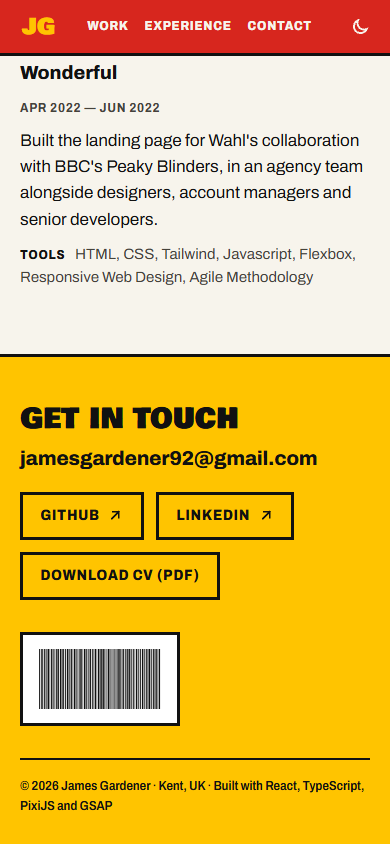 JG WORK EXPERIENCE CONTACT
Wonderful
APR 2022 — JUN 2022
Built the landing page for Wahl's collaboration
with BBC's Peaky Blinders, in an agency team
alongside designers, account managers and
senior developers.
TOOLS HTML, CSS, Tailwind, Javascript, Flexbox,
Responsive Web Design, Agile Methodology
GET IN TOUCH
jamesgardener92@gmail.com
GITHUB ↗ LINKEDIN ↗
DOWNLOAD CV (PDF)
© 2026 James Gardener · Kent, UK · Built with React, TypeScript,
PixiJS and GSAP